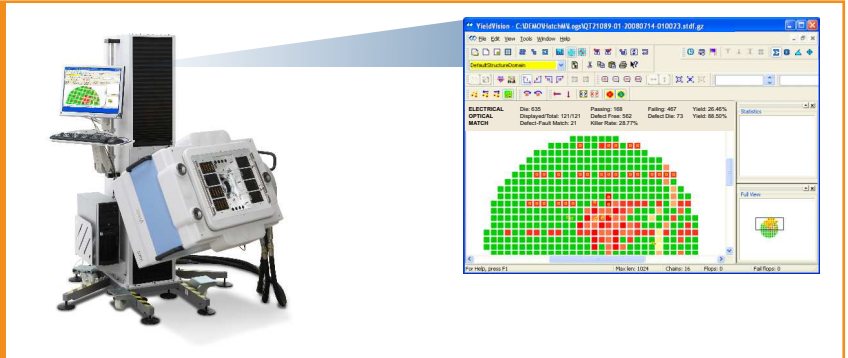 YieldVision - C:\DEMO\HatchM\Logs\QT21089-01-20080714-010023.stdf.gz
File Edit View Tools Window Help
DefaultStructureDomain
ELECTRICAL Die: 635 Passing: 168 Failing: 467 Yield: 26.46%
OPTICAL Displayed/Total: 121/121 Defect Free: 562 Defect Die: 73 Yield: 88.50%
MATCH Defect-Fault Match: 21 Killer Rate: 28.77%
Statistics
Full View
For Help, press F1 Max len: 1024 Chains: 16 Flops: 0 Fail flops: 0